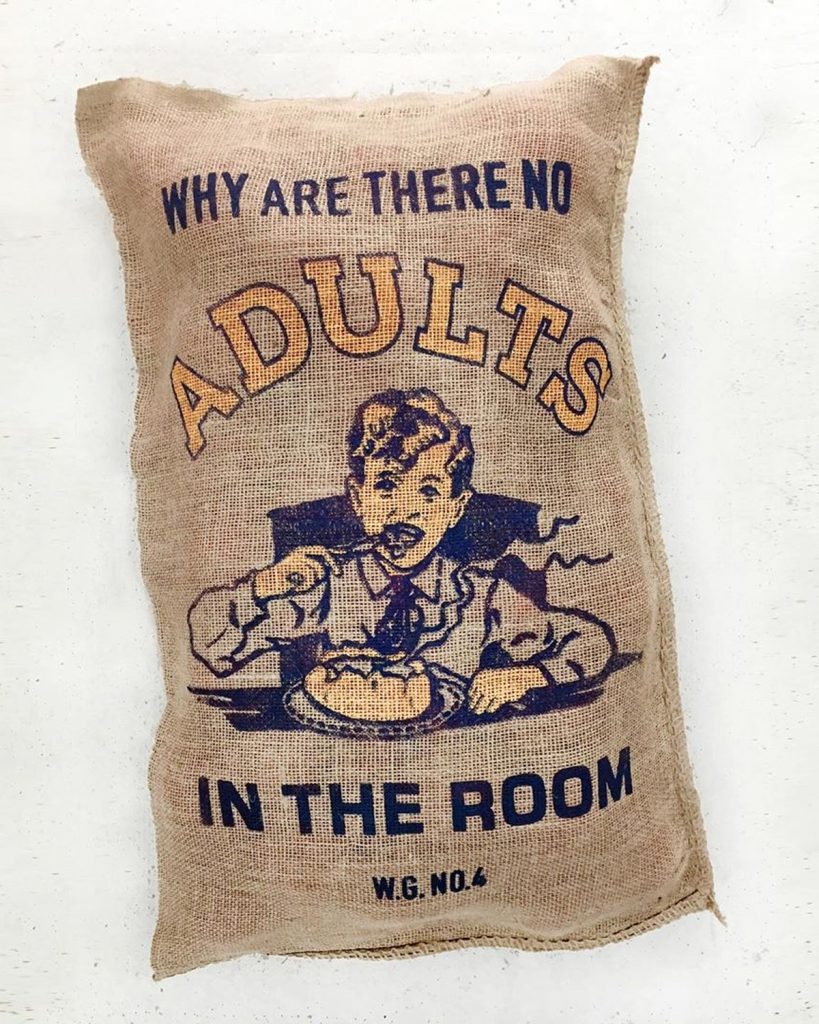 WHY ARE THERE NO
ADULTS
IN THE ROOM
W.G. NO.4